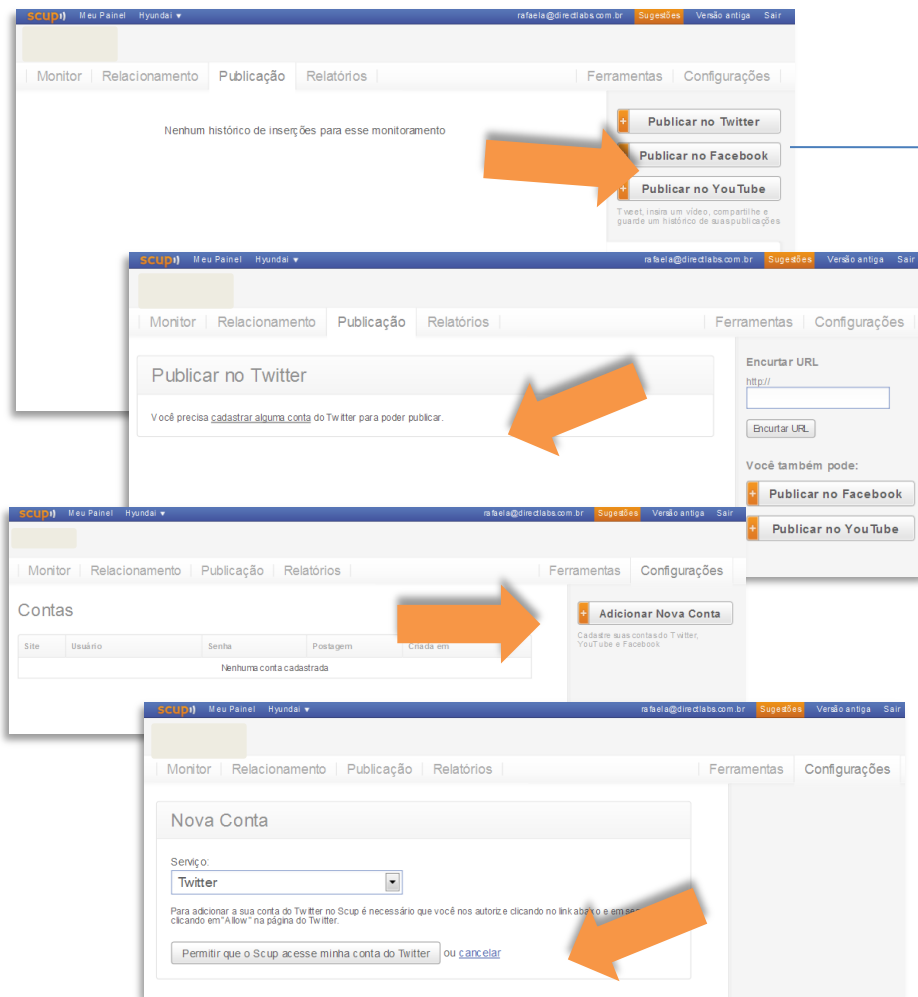 scup Meu Painel Hyundai ▾ rafaela@directlabs.com.br Sugestões Versão antiga Sair
Monitor Relacionamento Publicação Relatórios Ferramentas Configurações
Nenhum histórico de inserções para esse monitoramento
+ Publicar no Twitter
Publicar no Facebook
+ Publicar no YouTube
Tweet, insira um vídeo, compartilhe e
guarde um histórico de suas publicações
scup Meu Painel Hyundai ▾ rafaela@directlabs.com.br Sugestões Versão antiga Sair
Monitor Relacionamento Publicação Relatórios Ferramentas Configurações
Publicar no Twitter
Você precisa cadastrar alguma conta do Twitter para poder publicar.
Encurtar URL
http://
Encurtar URL
Você também pode:
+ Publicar no Facebook
+ Publicar no YouTube
scup Meu Painel Hyundai ▾ rafaela@directlabs.com.br Sugestões Versão antiga Sair
Monitor Relacionamento Publicação Relatórios Ferramentas Configurações
Contas
Site Usuário Senha Postagem Criada em
Nenhuma conta cadastrada
+ Adicionar Nova Conta
Cadastre suas contas do Twitter,
YouTube e Facebook
scup Meu Painel Hyundai ▾ rafaela@directlabs.com.br Sugestões Versão antiga Sair
Monitor Relacionamento Publicação Relatórios Ferramentas Configurações
Nova Conta
Serviço:
Twitter
Para adicionar a sua conta do Twitter no Scup é necessário que você nos autorize clicando no link abaixo e em
clicando em "Allow" na página do Twitter.
Permitir que o Scup acesse minha conta do Twitter ou cancelar